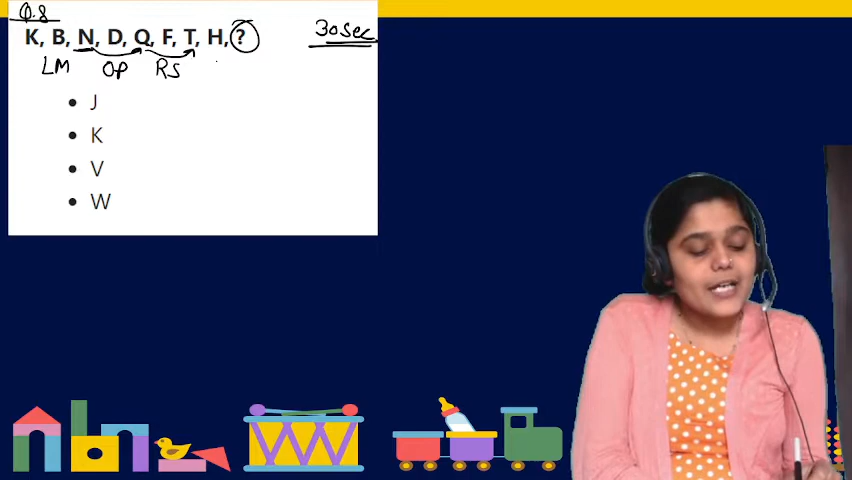 Q.8
K, B, N, D, Q, F, T, H, ?
30sec
LM OP RS
J
K
V
W